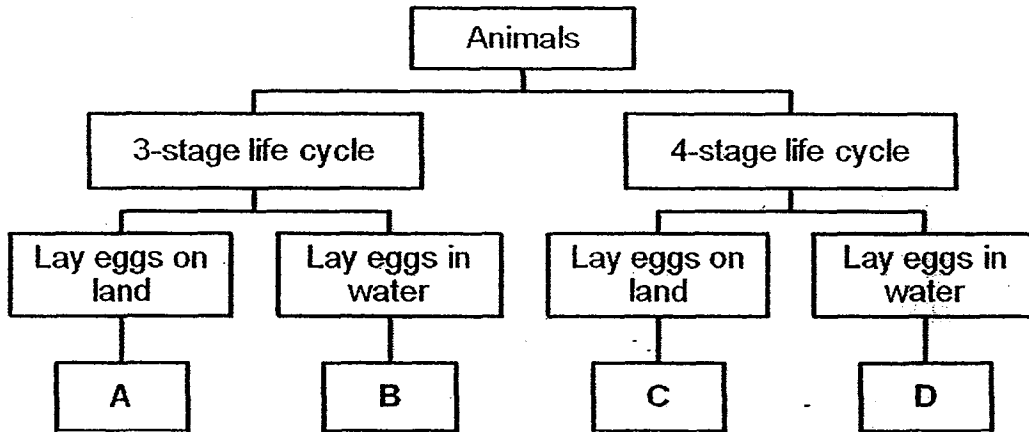 Animals
3-stage life cycle
4-stage life cycle
Lay eggs on
land
Lay eggs in
water
Lay eggs on
land
Lay eggs in
water
A
B
C
D